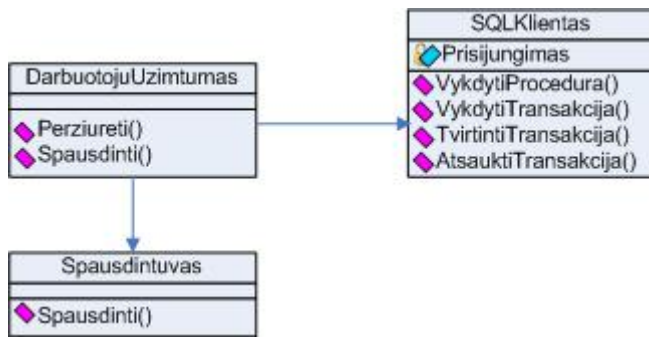 DarbuotojuUzimtumas
Perziureti()
Spausdinti()
SQLKlientas
Prisijungimas
VykdytiProcedura()
VykdytiTransakcija()
TvirtintiTransakcija()
AtsauktiTransakcija()
Spausdintuvas
Spausdinti()